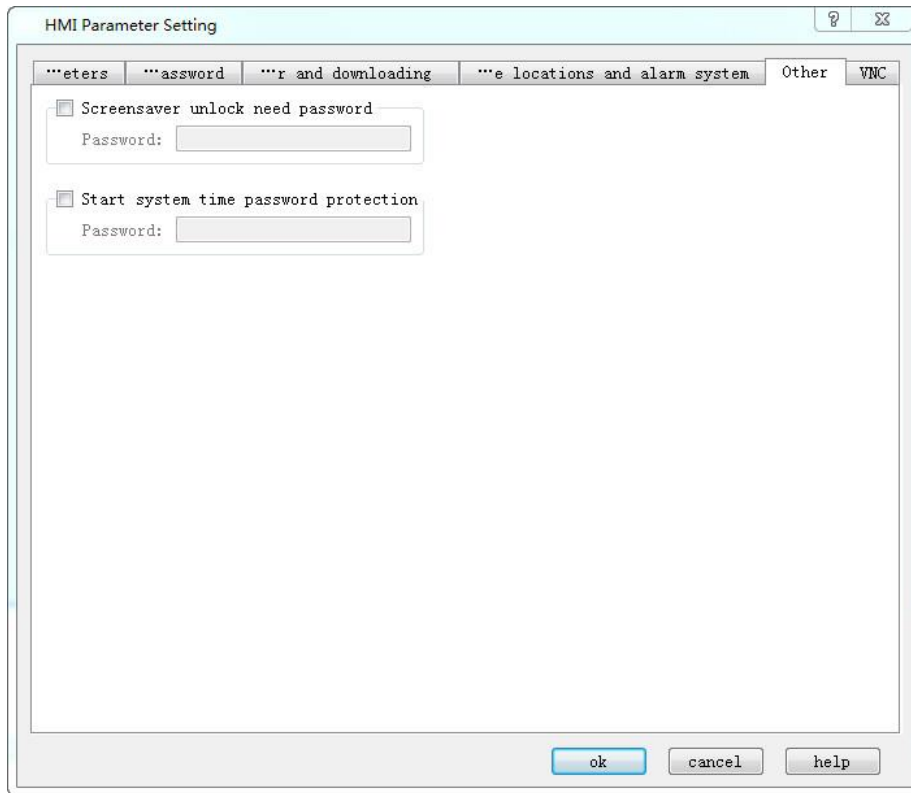 HMI Parameter Setting
…eters …assword …r and downloading …e locations and alarm system Other VNC
Screensaver unlock need password
Password:
Start system time password protection
Password:
ok cancel help